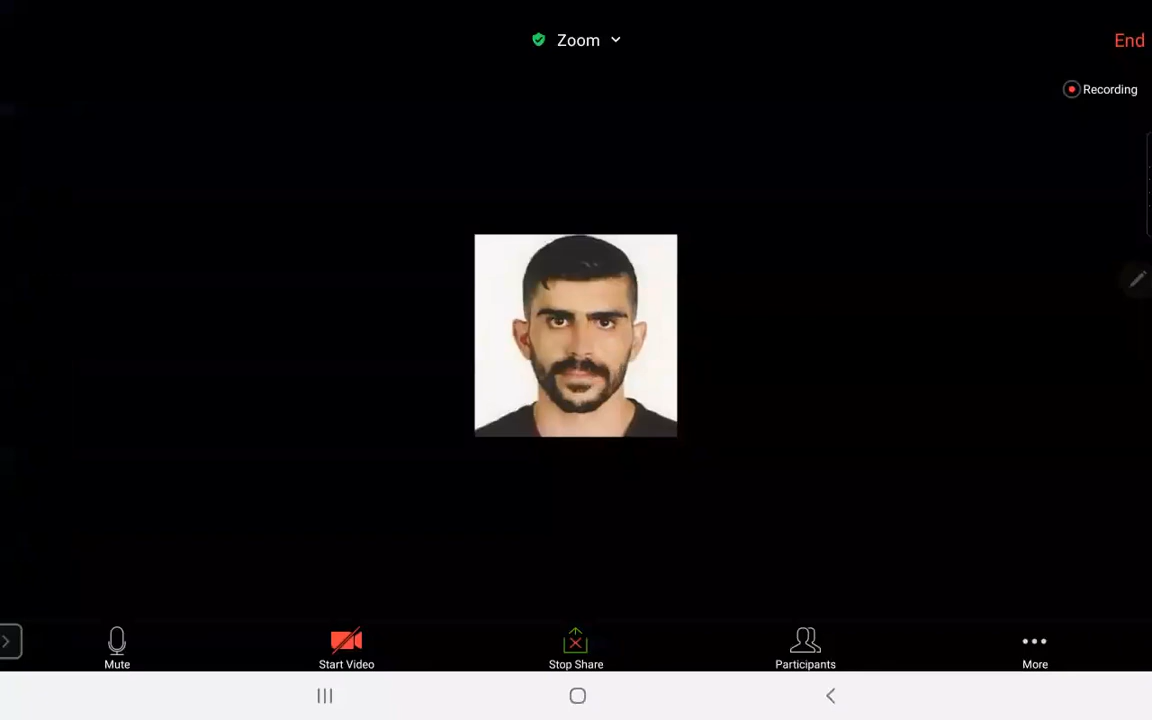 Zoom
End
Recording
Mute
Start Video
Stop Share
Participants
More